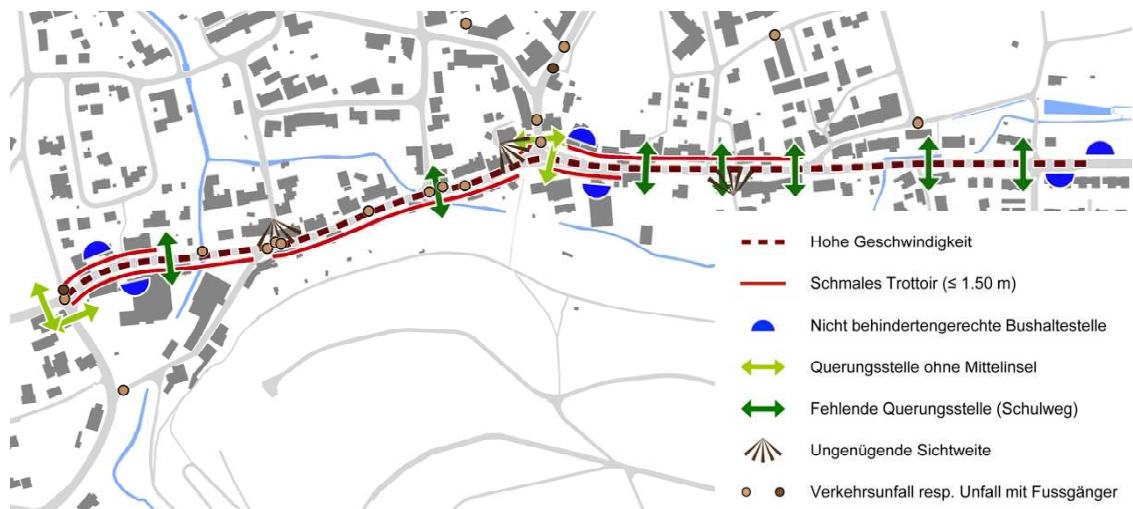 Hohe Geschwindigkeit
Schmales Trottoir (≤ 1.50 m)
Nicht behindertengerechte Bushaltestelle
Querungsstelle ohne Mittelinsel
Fehlende Querungsstelle (Schulweg)
Ungenügende Sichtweite
Verkehrsunfall resp. Unfall mit Fussgänger